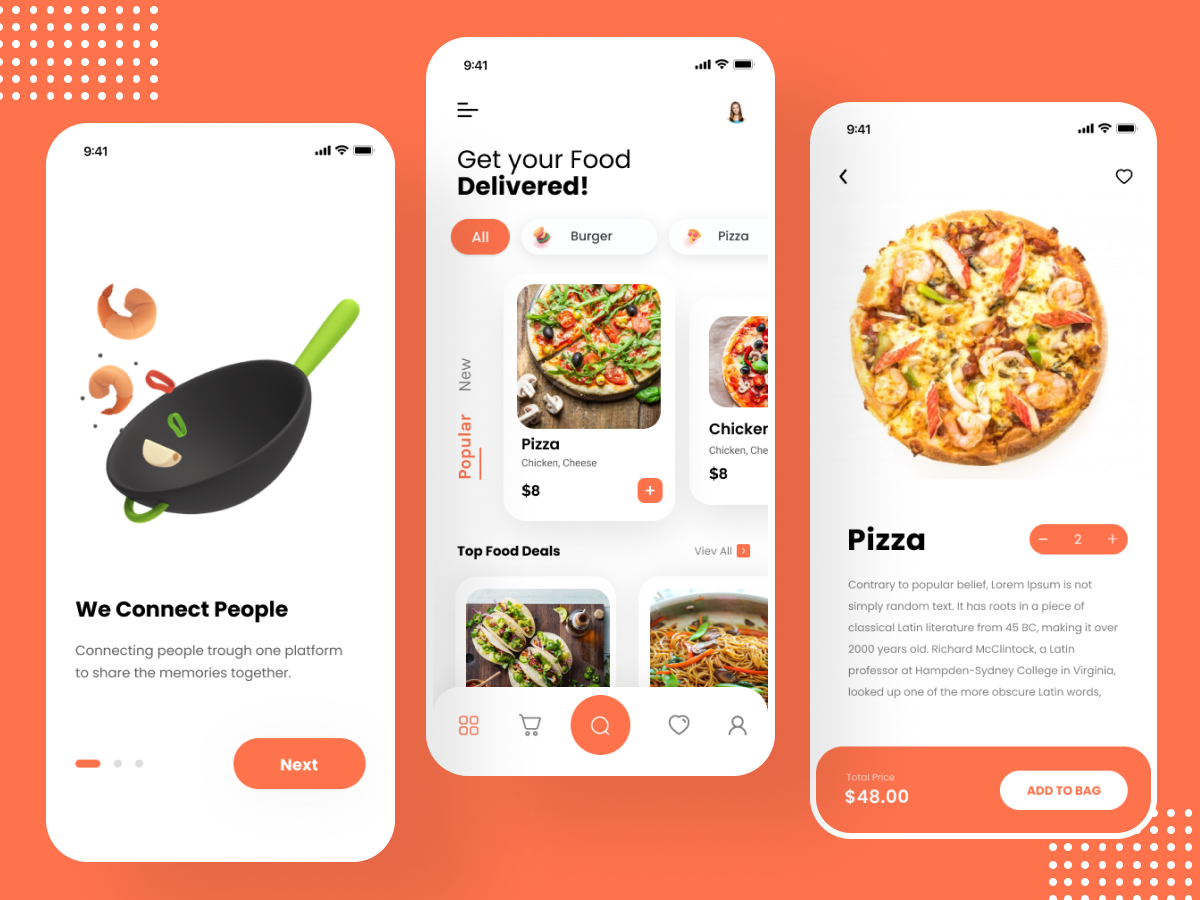 9:41
We Connect People
Connecting people trough one platform
to share the memories together.
Next
9:41
Get your Food
Delivered!
All
Burger
Pizza
New
Popular
Pizza
Chicken, Cheese
$8
Chicken, Che
$8
Top Food Deals
Viev All
9:41
Pizza
2
Contrary to popular belief, Lorem Ipsum is not
simply random text. It has roots in a piece of
classical Latin literature from 45 BC, making it over
2000 years old. Richard McClintock, a Latin
professor at Hampden-Sydney College in Virginia,
looked up one of the more obscure Latin words,
Total Price
$48.00
ADD TO BAG